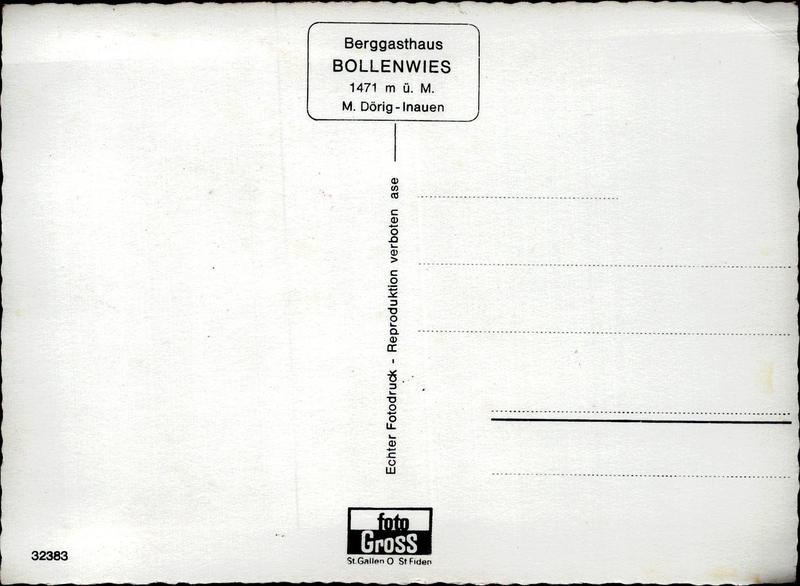 Berggasthaus
BOLLENWIES
1471 m ü. M.
M. Dörig-Inauen
Echter Fotodruck - Reproduktion verboten ase
foto
Gross
St.Gallen O St Fiden
32383